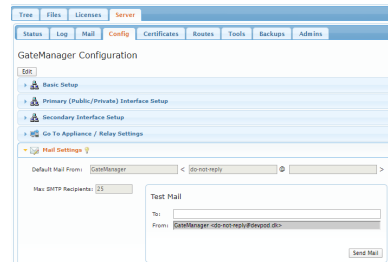 Tree Files Licenses Server
Status Log Mail Config Certificates Routes Tools Backups Admins
GateManager Configuration
Edit
Basic Setup
Primary (Public/Private) Interface Setup
Secondary Interface Setup
Go To Appliance / Relay Settings
Mail Settings
Default Mail From: GateManager < do-not-reply @ >
Max SMTP Recipients: 25
Test Mail
To:
From: GateManager <do-not-reply@devpod.dk>
Send Mail